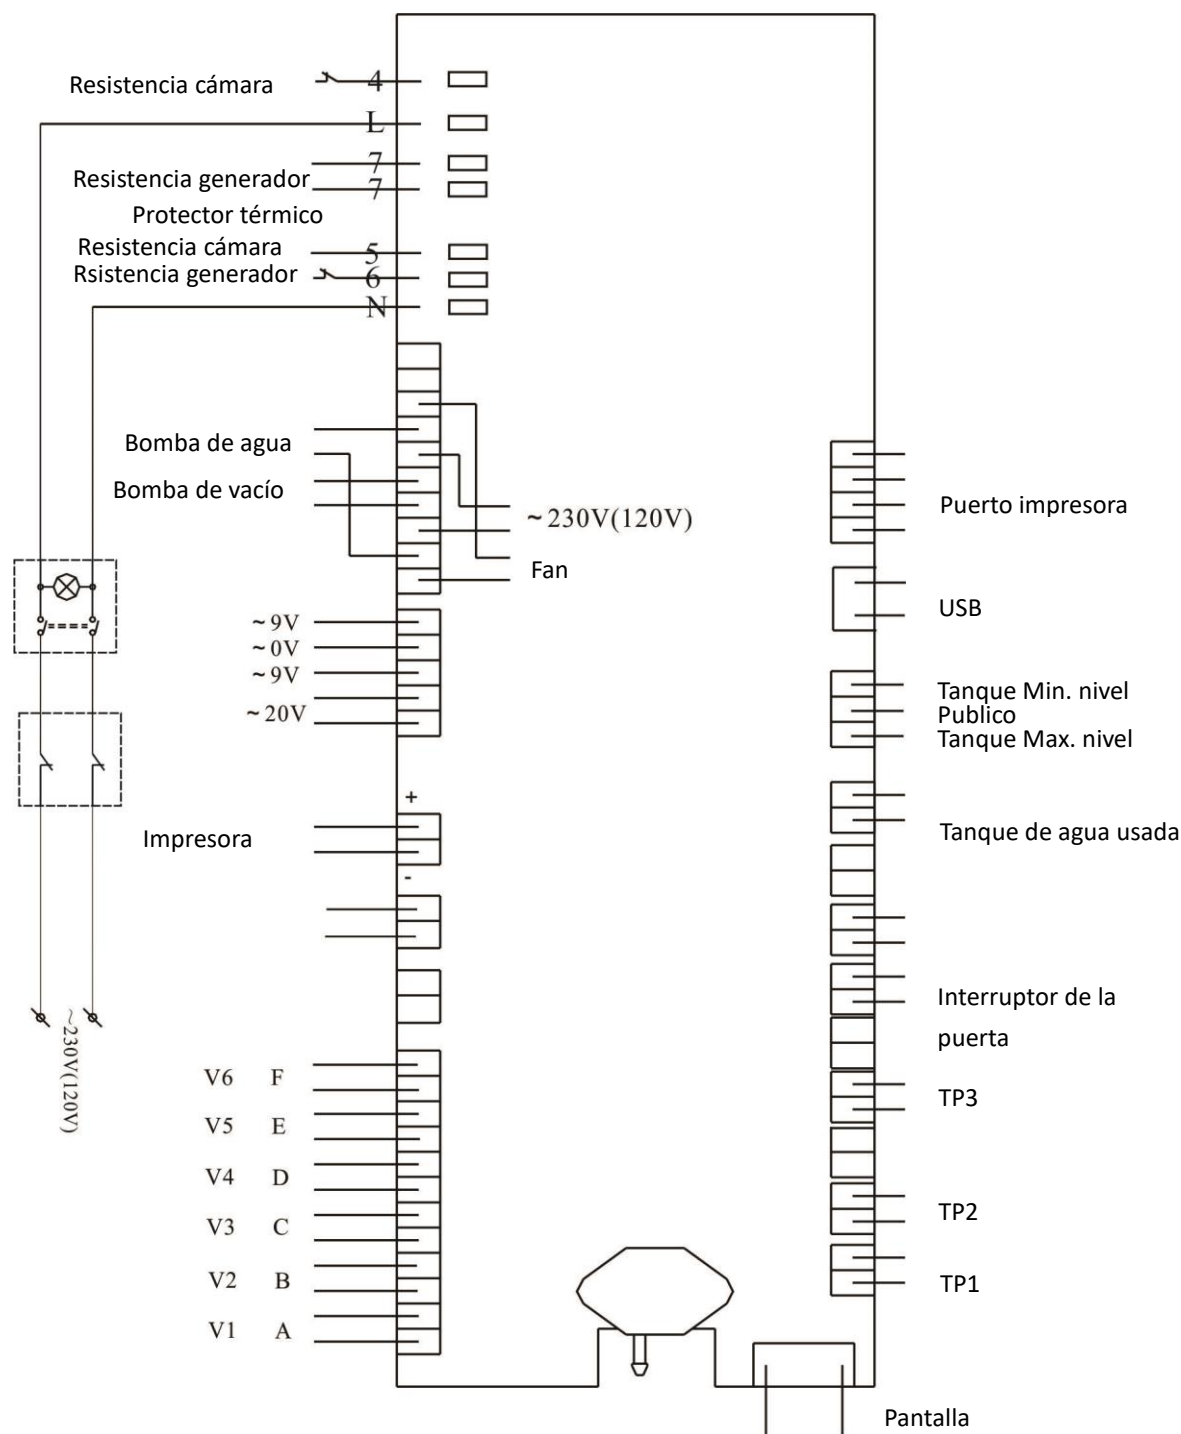 Resistencia cámara
4
L
7
Resistencia generador
7
Protector térmico
Resistencia cámara
5
Rsistencia generador
6
N
Bomba de agua
Bomba de vacío
~230V(120V)
Fan
Puerto impresora
USB
~9V
~0V
~9V
~20V
Tanque Min. nivel
Publico
Tanque Max. nivel
+
Impresora
-
Tanque de agua usada
Interruptor de la
puerta
~230V(120V)
V6 F
V5 E
V4 D
V3 C
V2 B
V1 A
TP3
TP2
TP1
Pantalla